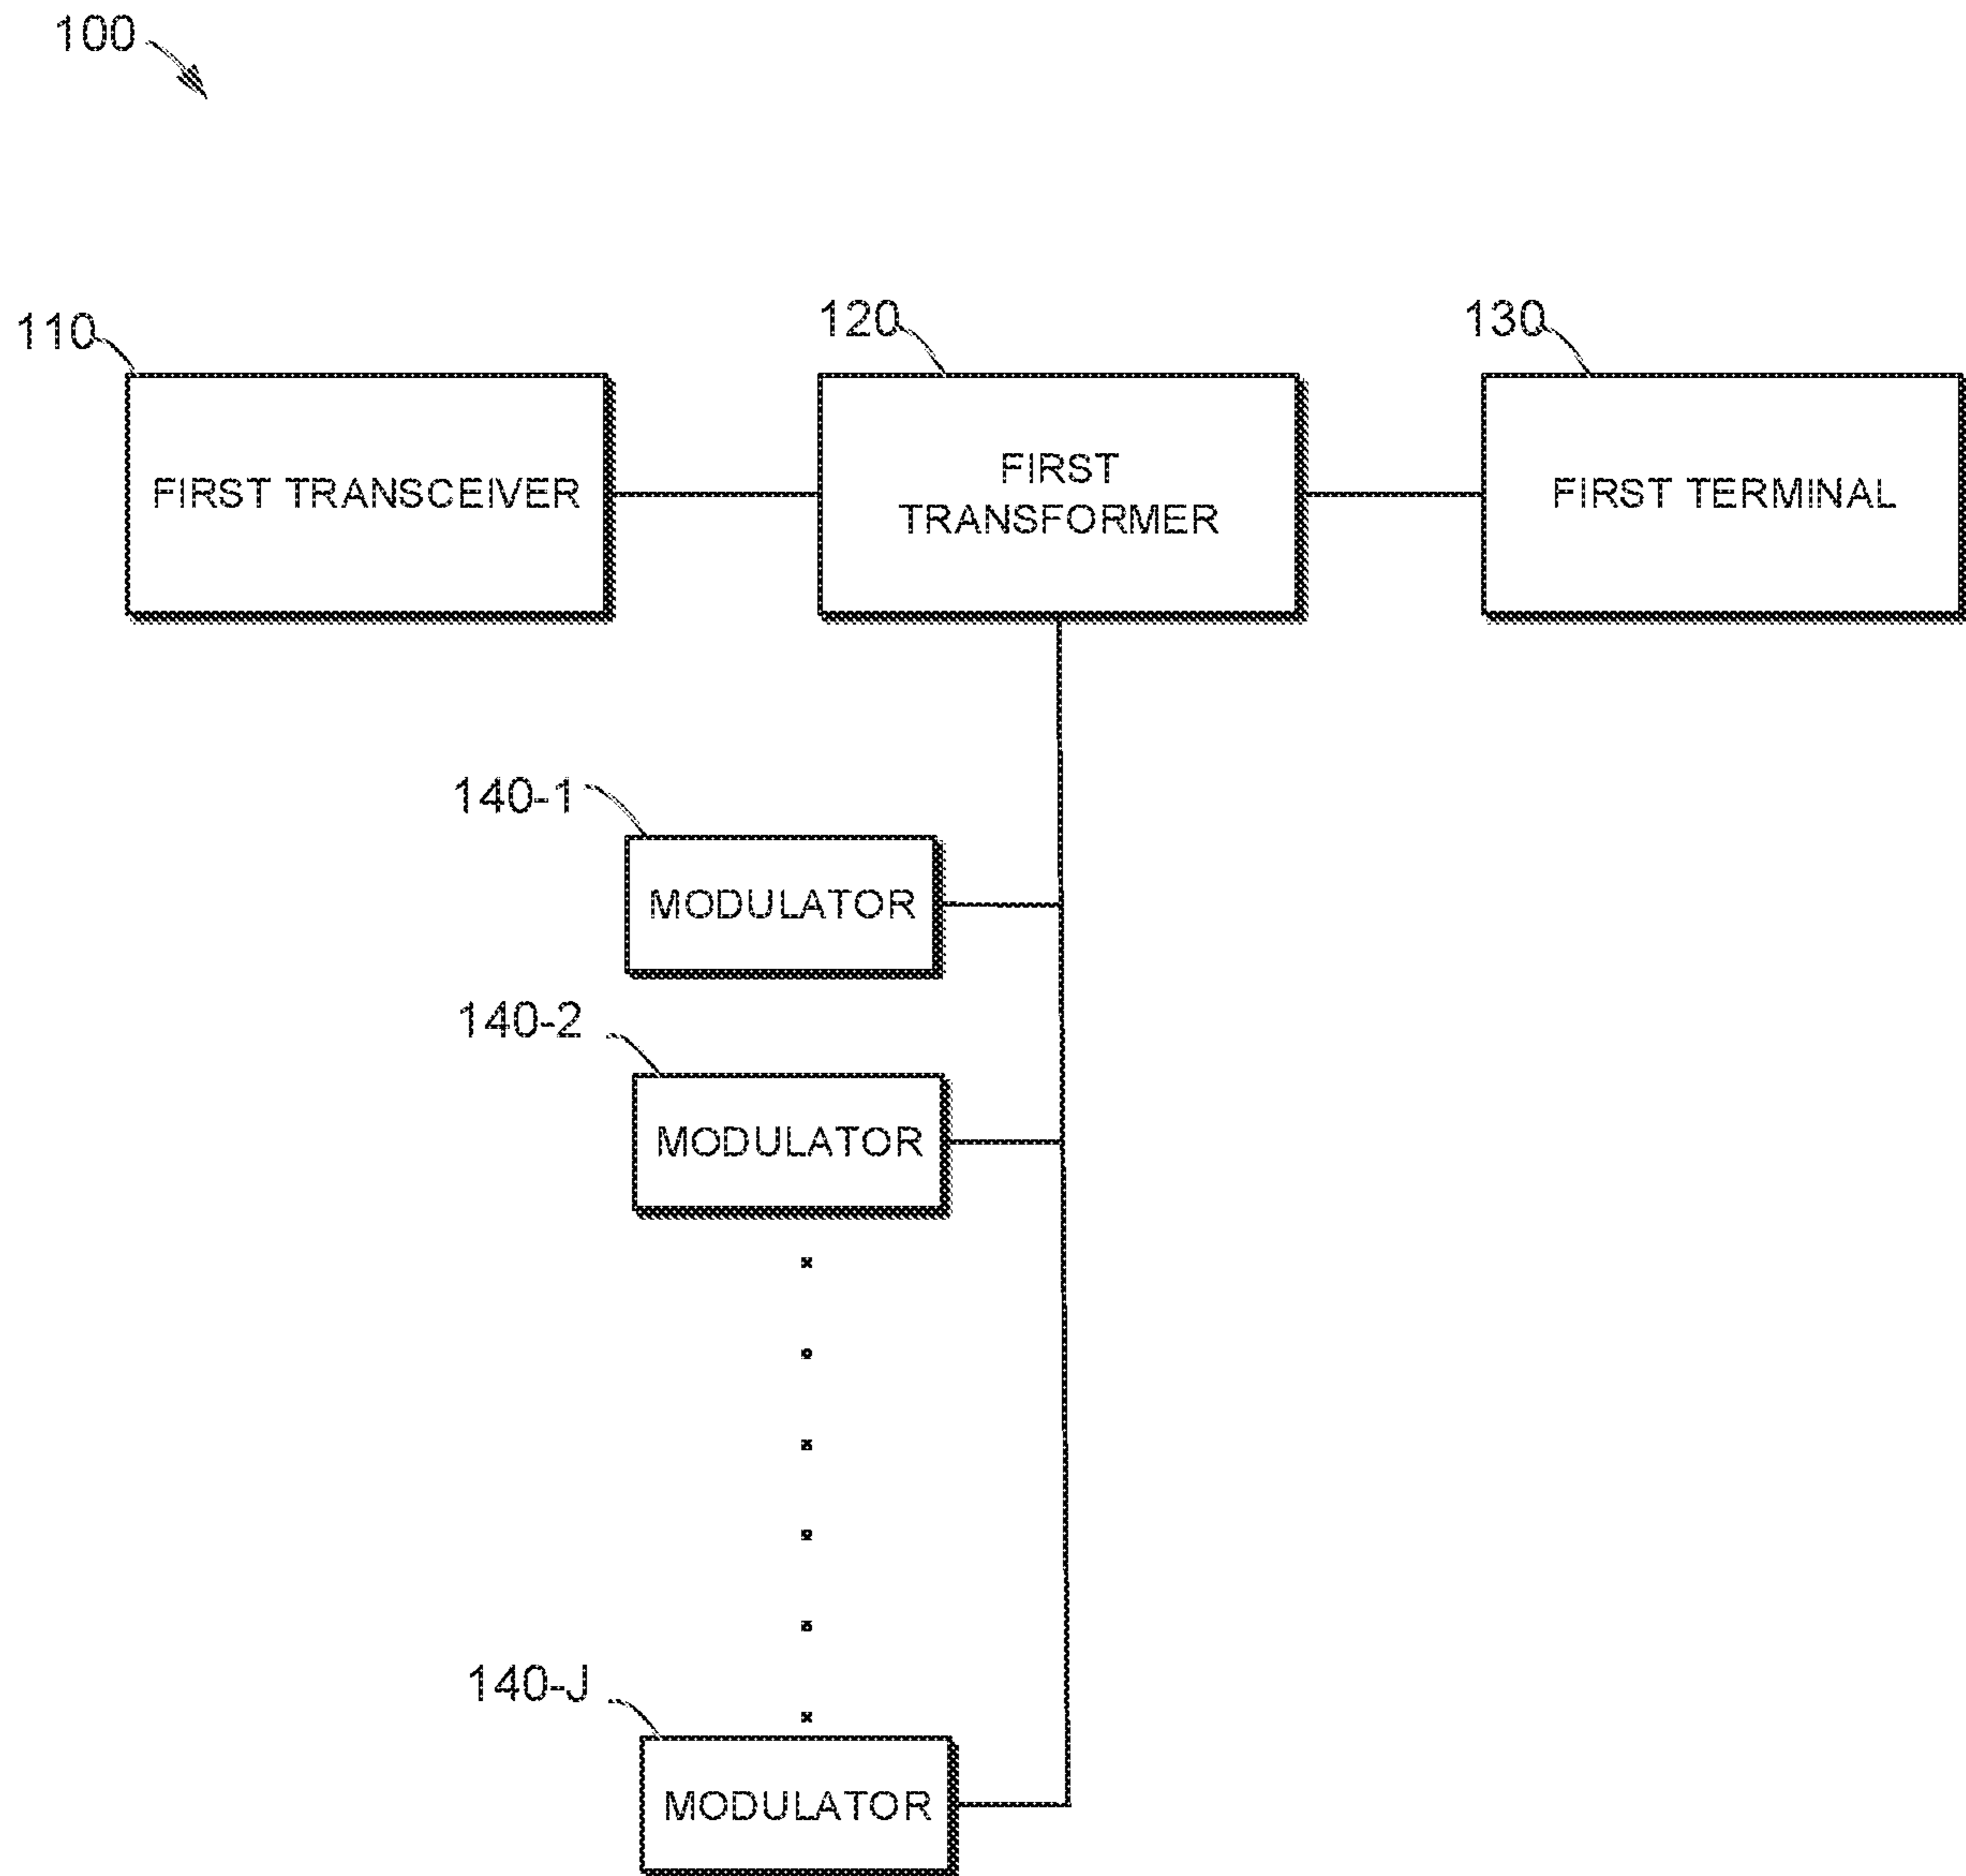 100
110
120
130
FIRST TRANSCEIVER
FIRST
TRANSFORMER
FIRST TERMINAL
140-1
MODULATOR
140-2
MODULATOR
140-J
MODULATOR